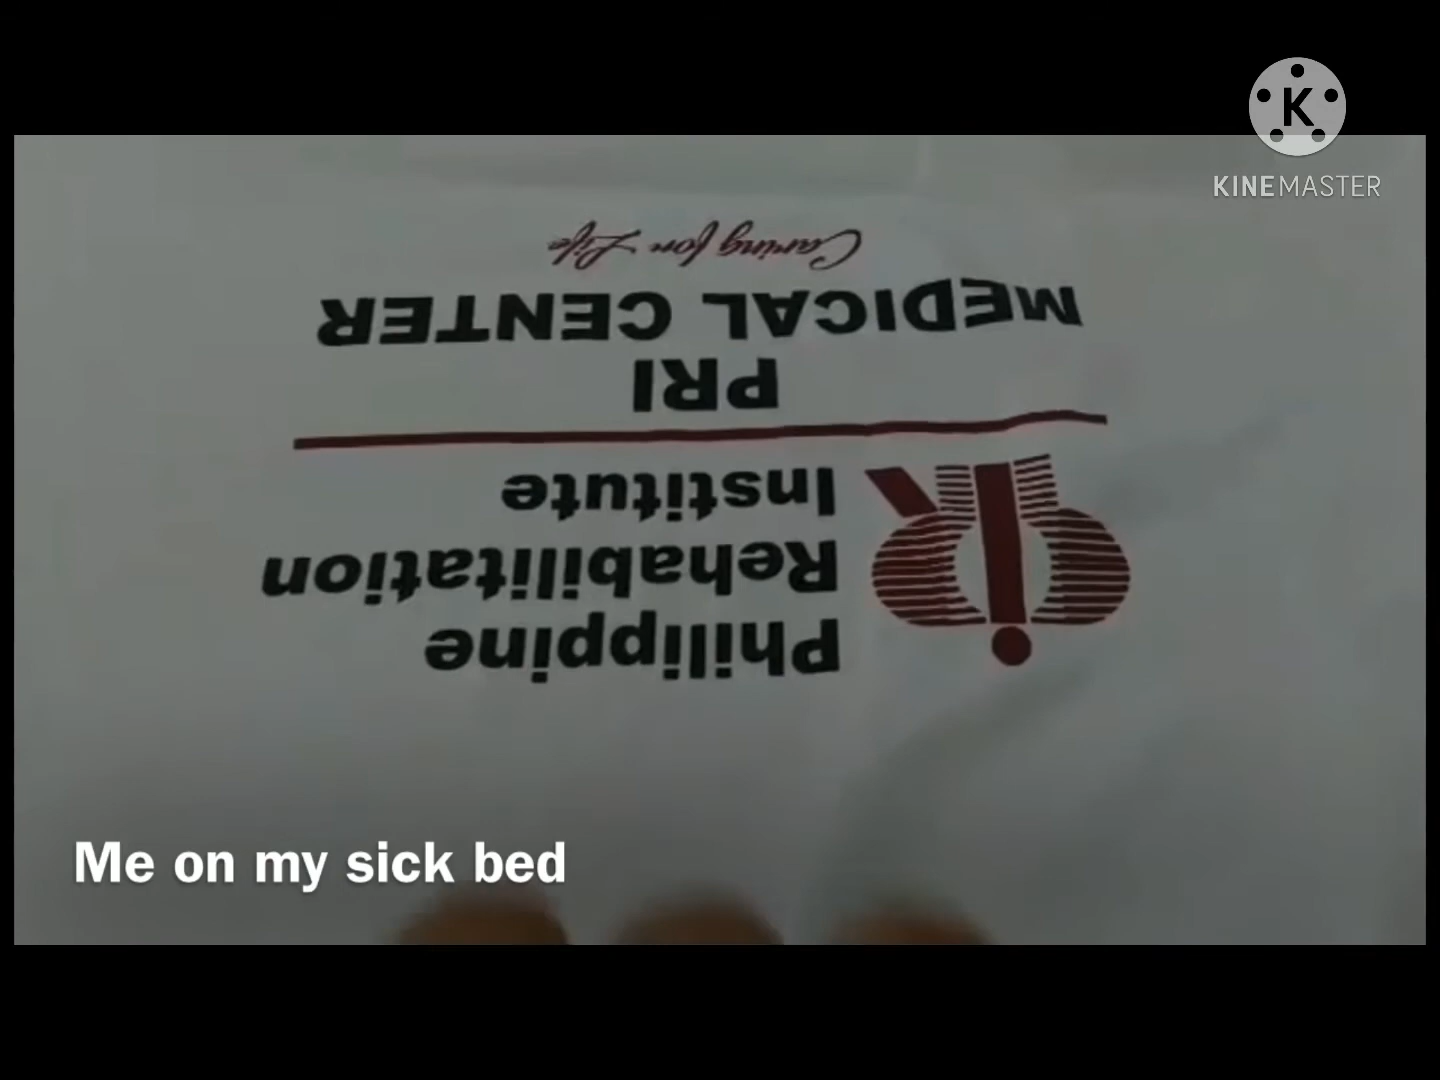 KINEMASTER
Philippine
Rehabilitation
Institute
PRI
MEDICAL CENTER
Caring for Life
Me on my sick bed